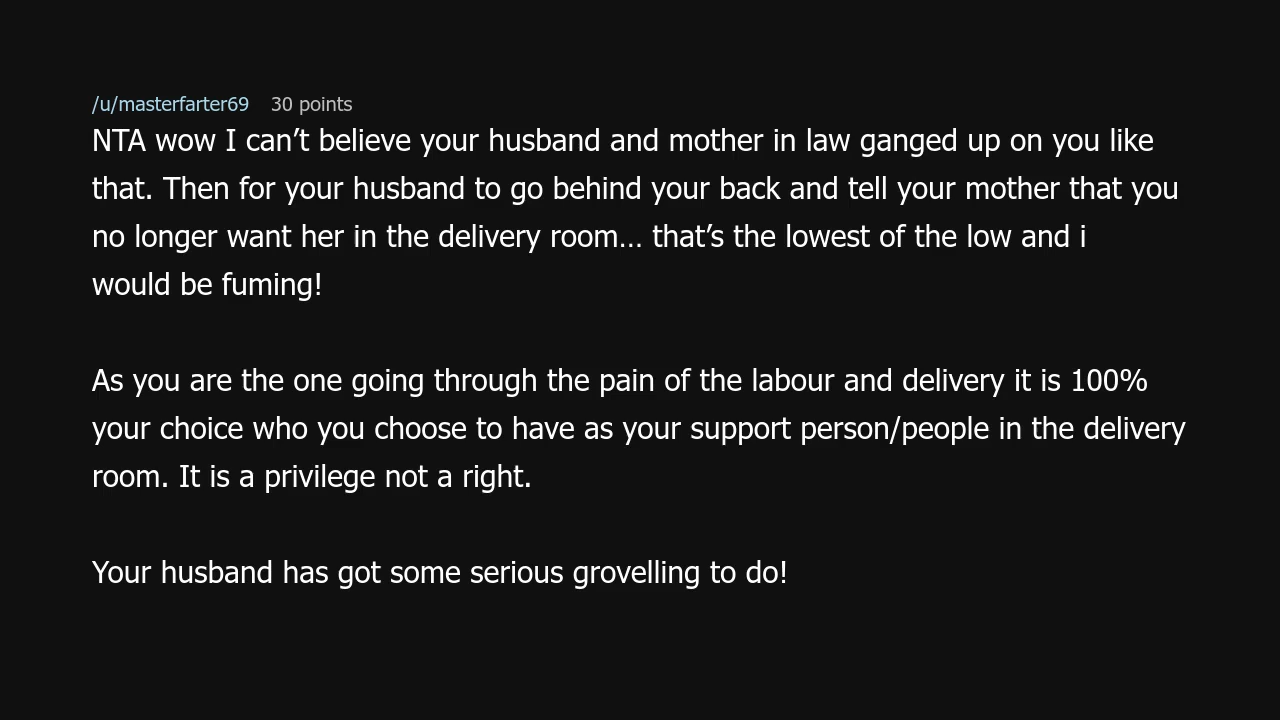 /u/masterfarter69 30 points
NTA wow I can’t believe your husband and mother in law ganged up on you like
that. Then for your husband to go behind your back and tell your mother that you
no longer want her in the delivery room… that’s the lowest of the low and i
would be fuming!
As you are the one going through the pain of the labour and delivery it is 100%
your choice who you choose to have as your support person/people in the delivery
room. It is a privilege not a right.
Your husband has got some serious grovelling to do!